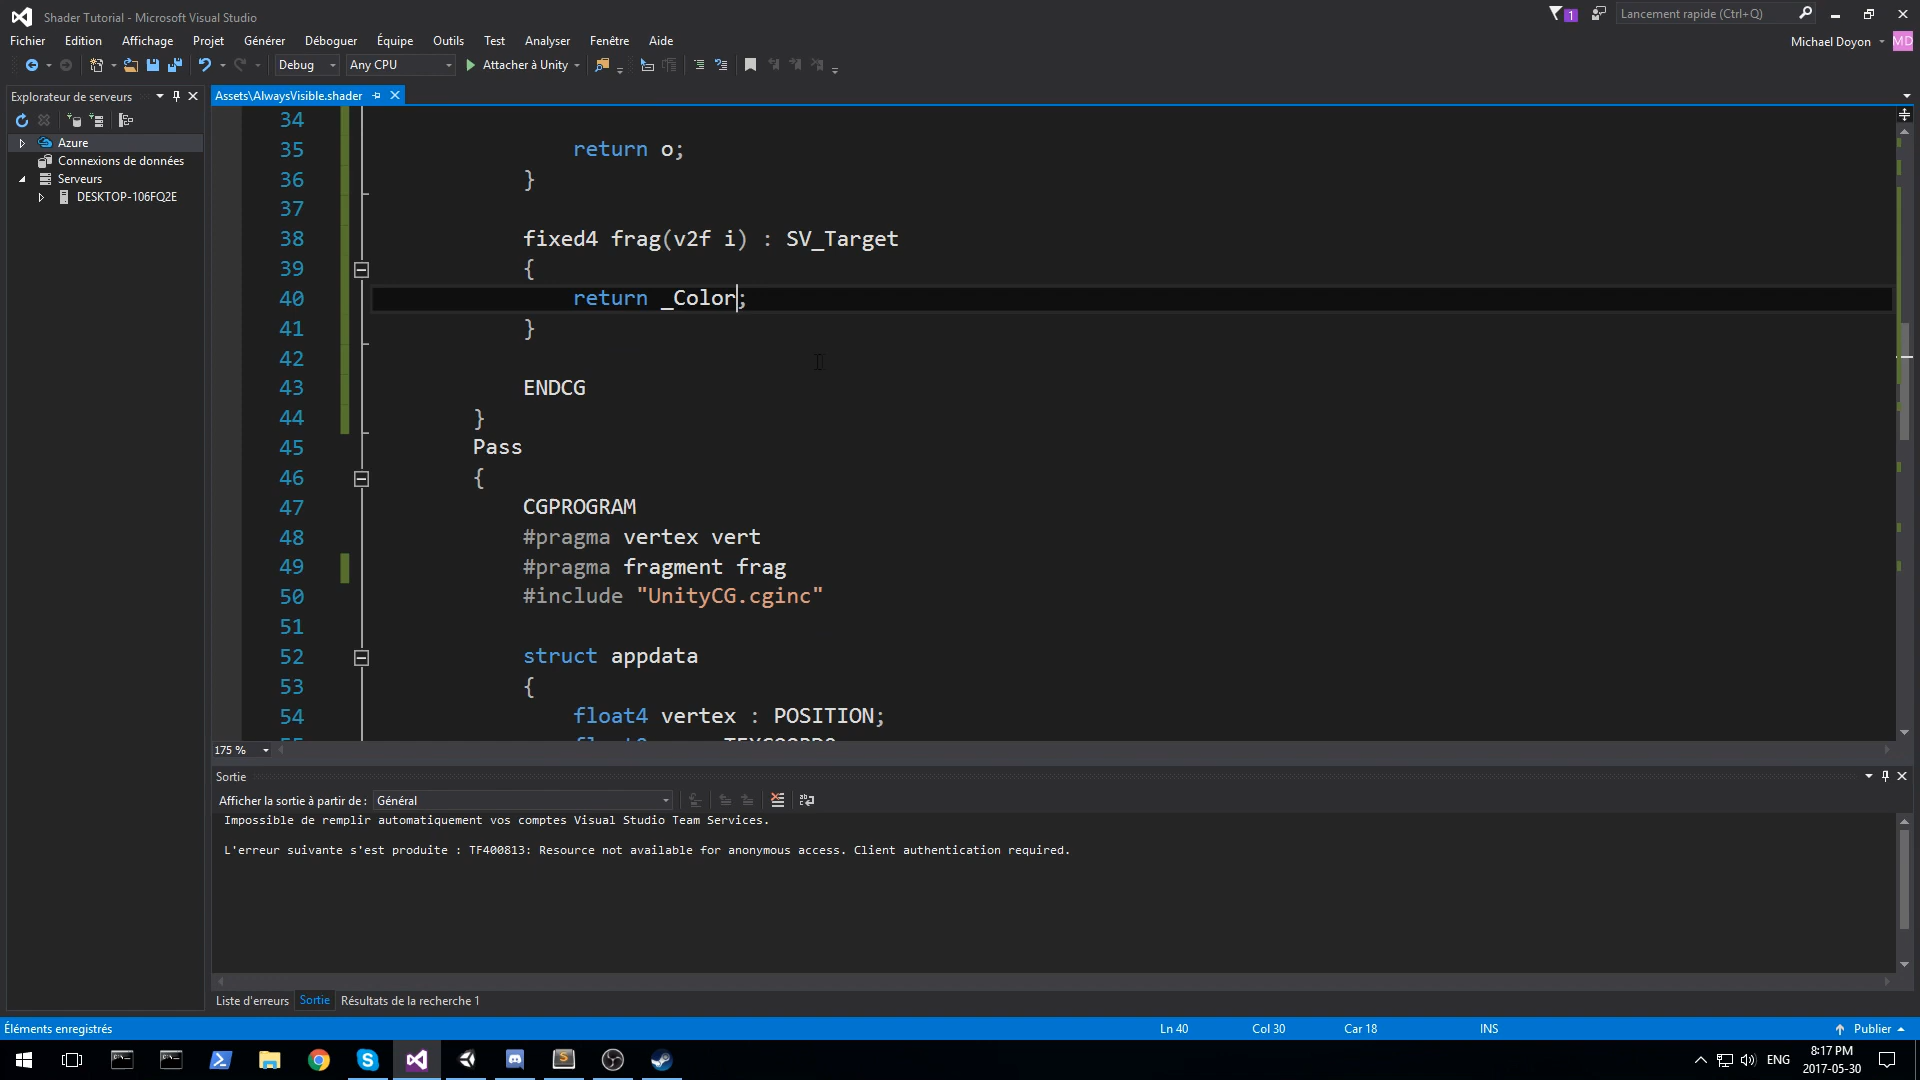 Shader Tutorial - Microsoft Visual Studio
1
Lancement rapide (Ctrl+Q)
Fichier Edition Affichage Projet Générer Déboguer Équipe Outils Test Analyser Fenêtre Aide
Michael Doyon MD
Debug Any CPU Attacher à Unity
Explorateur de serveurs
Azure
Connexions de données
Serveurs
DESKTOP-106FQ2E
Assets\AlwaysVisible.shader
34
35 return o;
36 }
37
38 fixed4 frag(v2f i) : SV_Target
39 {
40 return _Color;
41 }
42
43 ENDCG
44 }
45 Pass
46 {
47 CGPROGRAM
48 #pragma vertex vert
49 #pragma fragment frag
50 #include "UnityCG.cginc"
51
52 struct appdata
53 {
54 float4 vertex : POSITION;
175 %
Sortie
Afficher la sortie à partir de : Général
Impossible de remplir automatiquement vos comptes Visual Studio Team Services.
L'erreur suivante s'est produite : TF400813: Resource not available for anonymous access. Client authentication required.
Liste d'erreurs Sortie Résultats de la recherche 1
Éléments enregistrés Ln 40 Col 30 Car 18 INS Publier
ENG
8:17 PM
2017-05-30